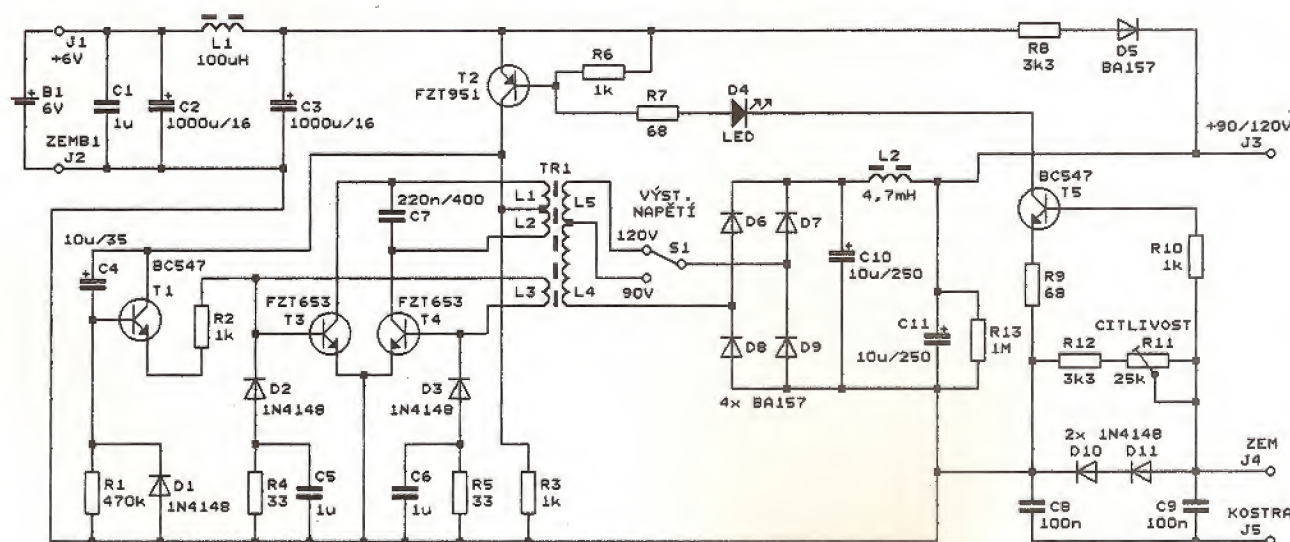 J1
+6V
L1
100uH
B1
6V
C1
1u
C2
1000u/16
C3
1000u/16
ZEMB1
J2
T2
FZT951
R6
1k
R7
68
D4
LED
R8
3k3
D5
BA157
+90/120V
J3
10u/35
C4
BC547
T1
R2
1k
220n/400
C7
TR1
L1
L2
L3
L5
L4
VÝST.
NAPĚTÍ
120V
S1
90V
D6
D7
D8
D9
4x BA157
L2
4,7mH
C10
10u/250
C11
10u/250
R13
1M
BC547
T5
R10
1k
R9
68
CITLIVOST
R12
3k3
R11
25k
FZT653
T3
FZT653
T4
D2
1N4148
D3
1N4148
R1
470k
D1
1N4148
R4
33
C5
1u
C6
1u
R5
33
R3
1k
2x 1N4148
D10
D11
ZEM
J4
C8
100n
C9
100n
KOSTRA
J5